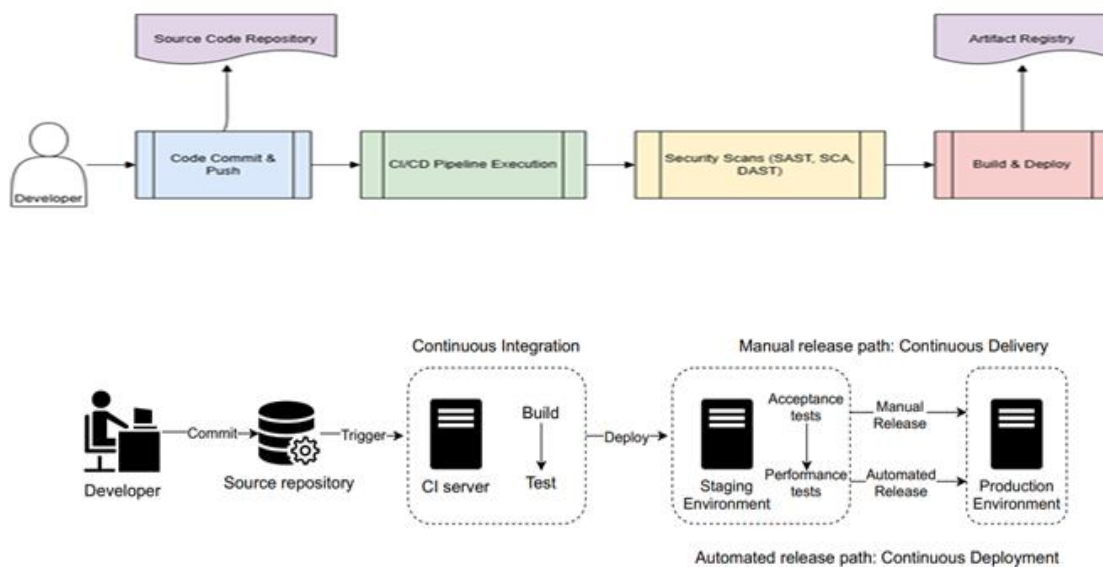 Source Code Repository
Artifact Registry
Developer
Code Commit &
Push
CI/CD Pipeline Execution
Security Scans (SAST, SCA,
DAST)
Build & Deploy
Continuous Integration
Manual release path: Continuous Delivery
Developer
Commit
Source repository
Trigger
CI server
Build
Test
Deploy
Staging
Environment
Acceptance
tests
Performance
tests
Manual
Release
Automated
Release
Production
Environment
Automated release path: Continuous Deployment